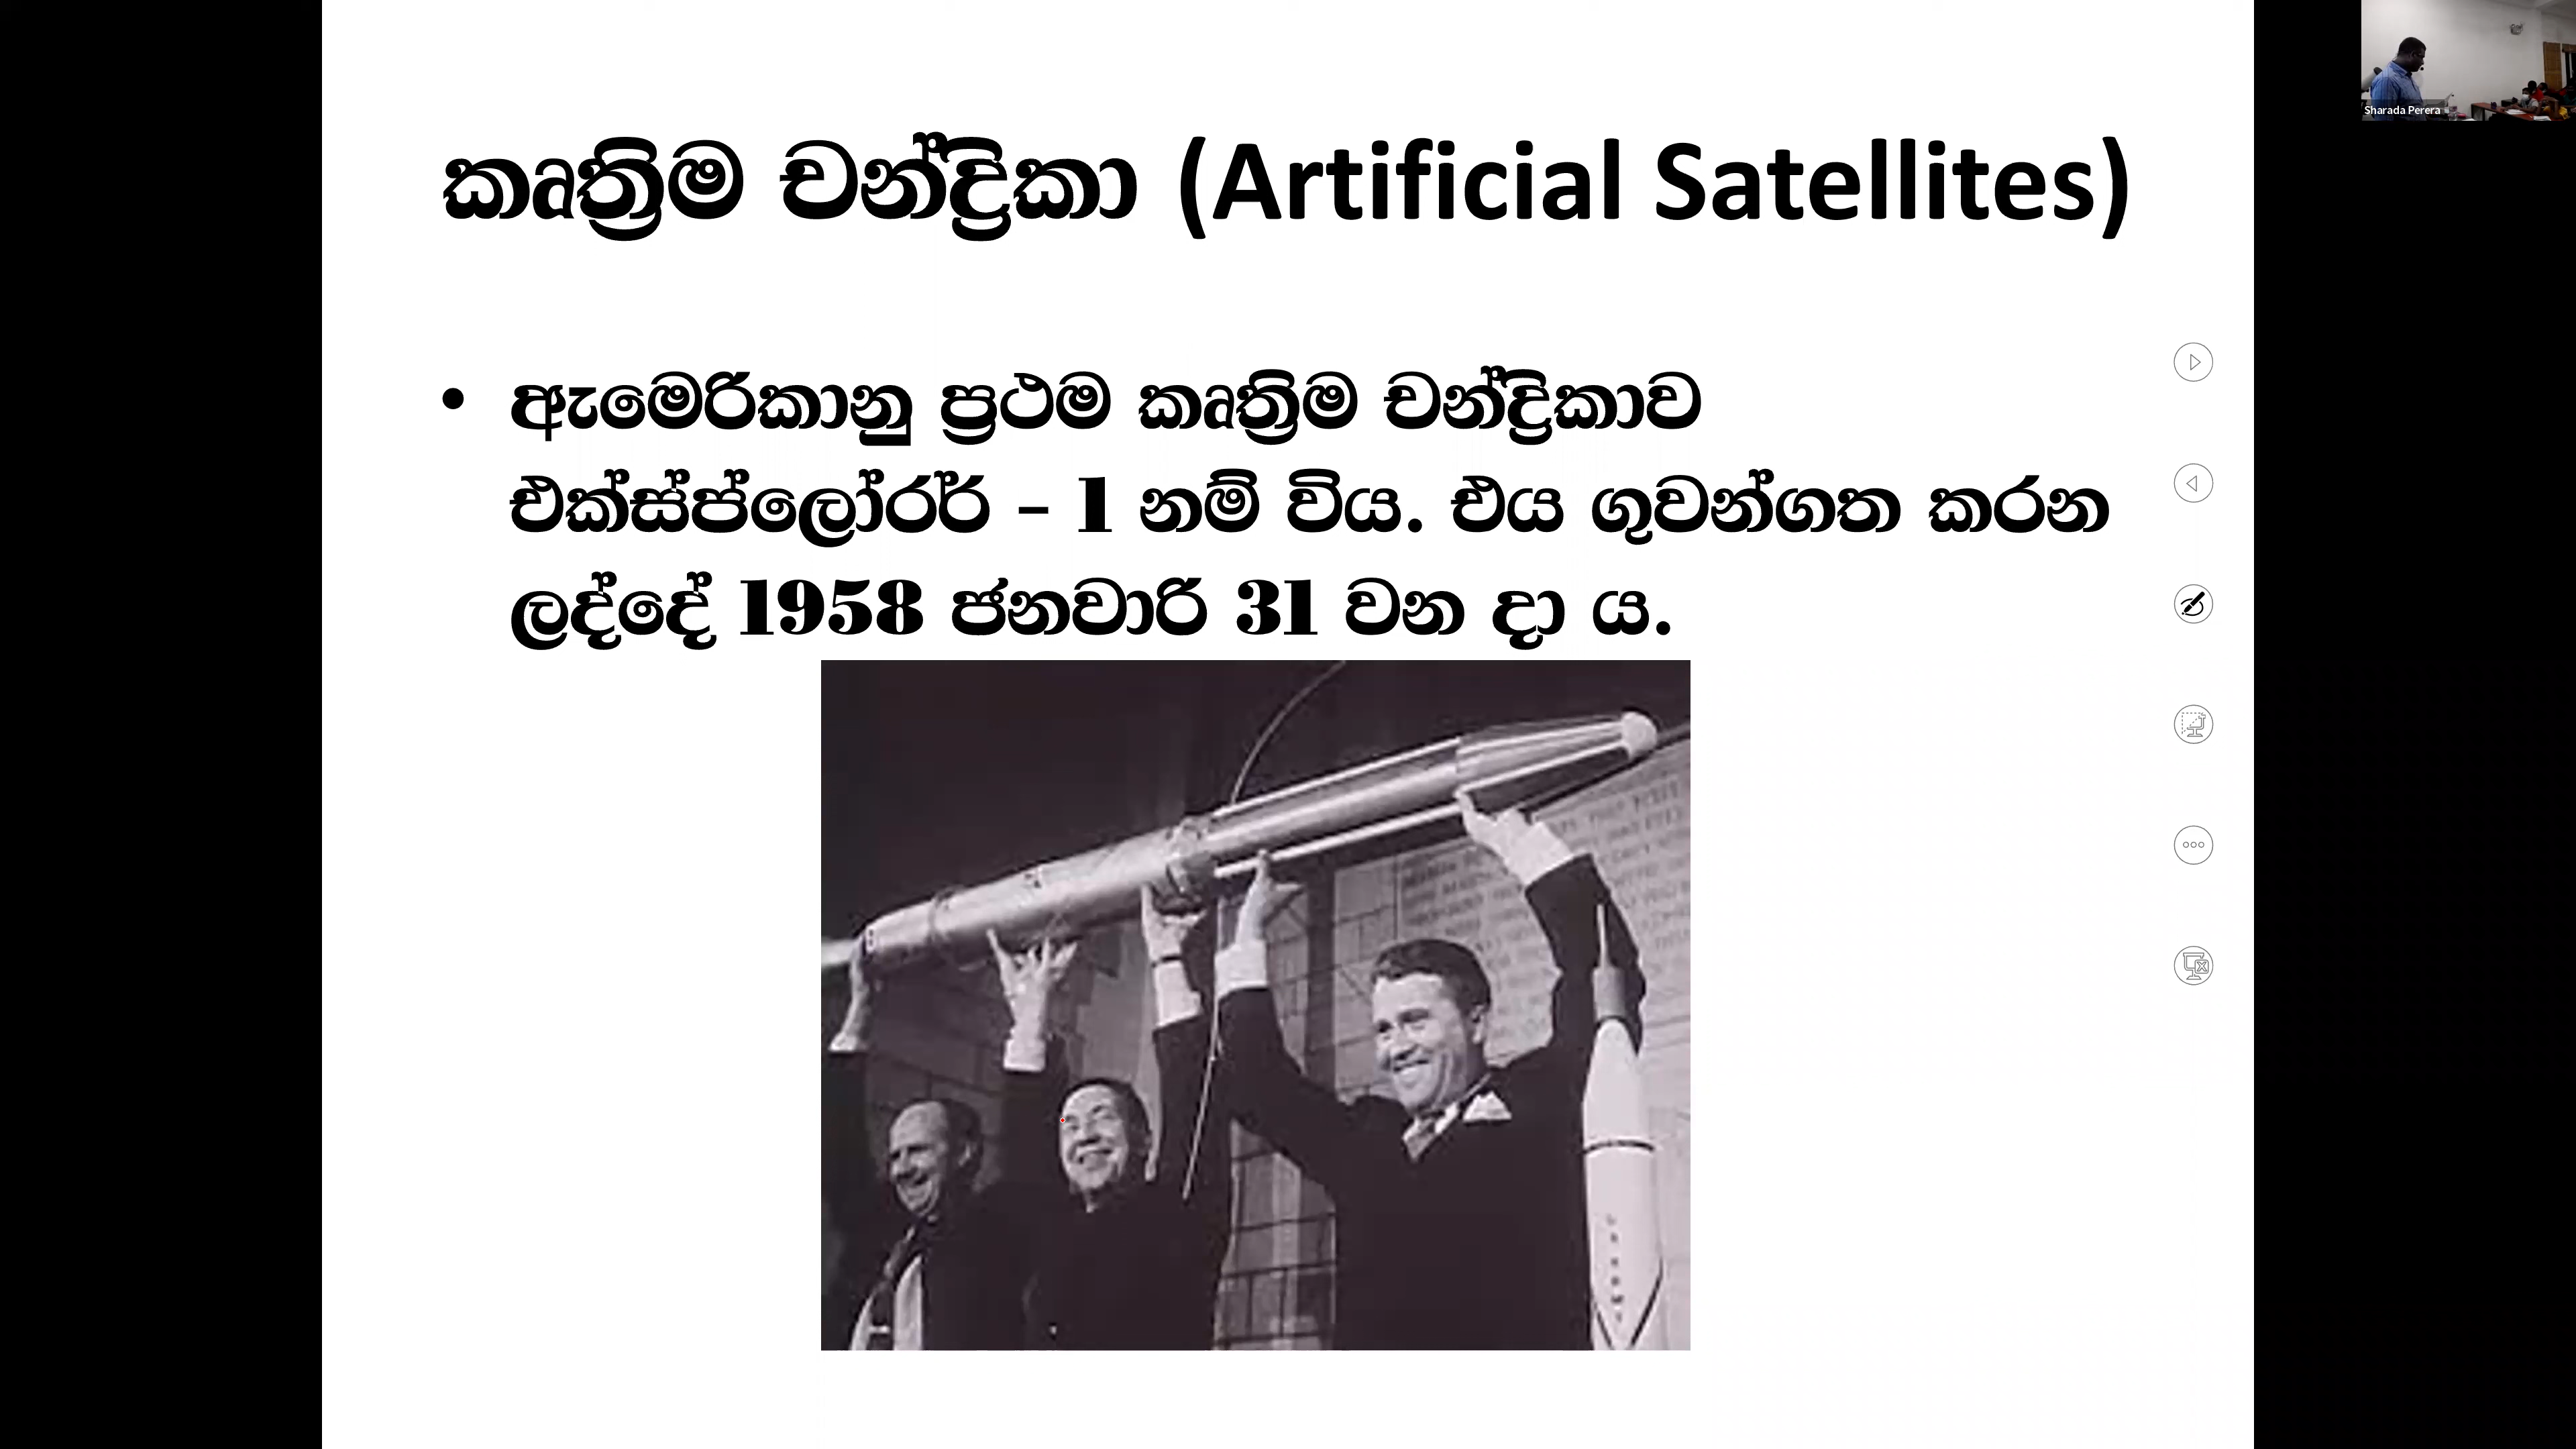 කෘත්‍රිම චන්ද්‍රිකා (Artificial Satellites)
• ඇමෙරිකානු ප්‍රථම කෘත්‍රිම චන්ද්‍රිකාව
එක්ස්ප්ලෝරර් – 1 නම් විය. එය ගුවන්ගත කරන
ලද්දේ 1958 ජනවාරි 31 වන දා ය.
Sharada Perera